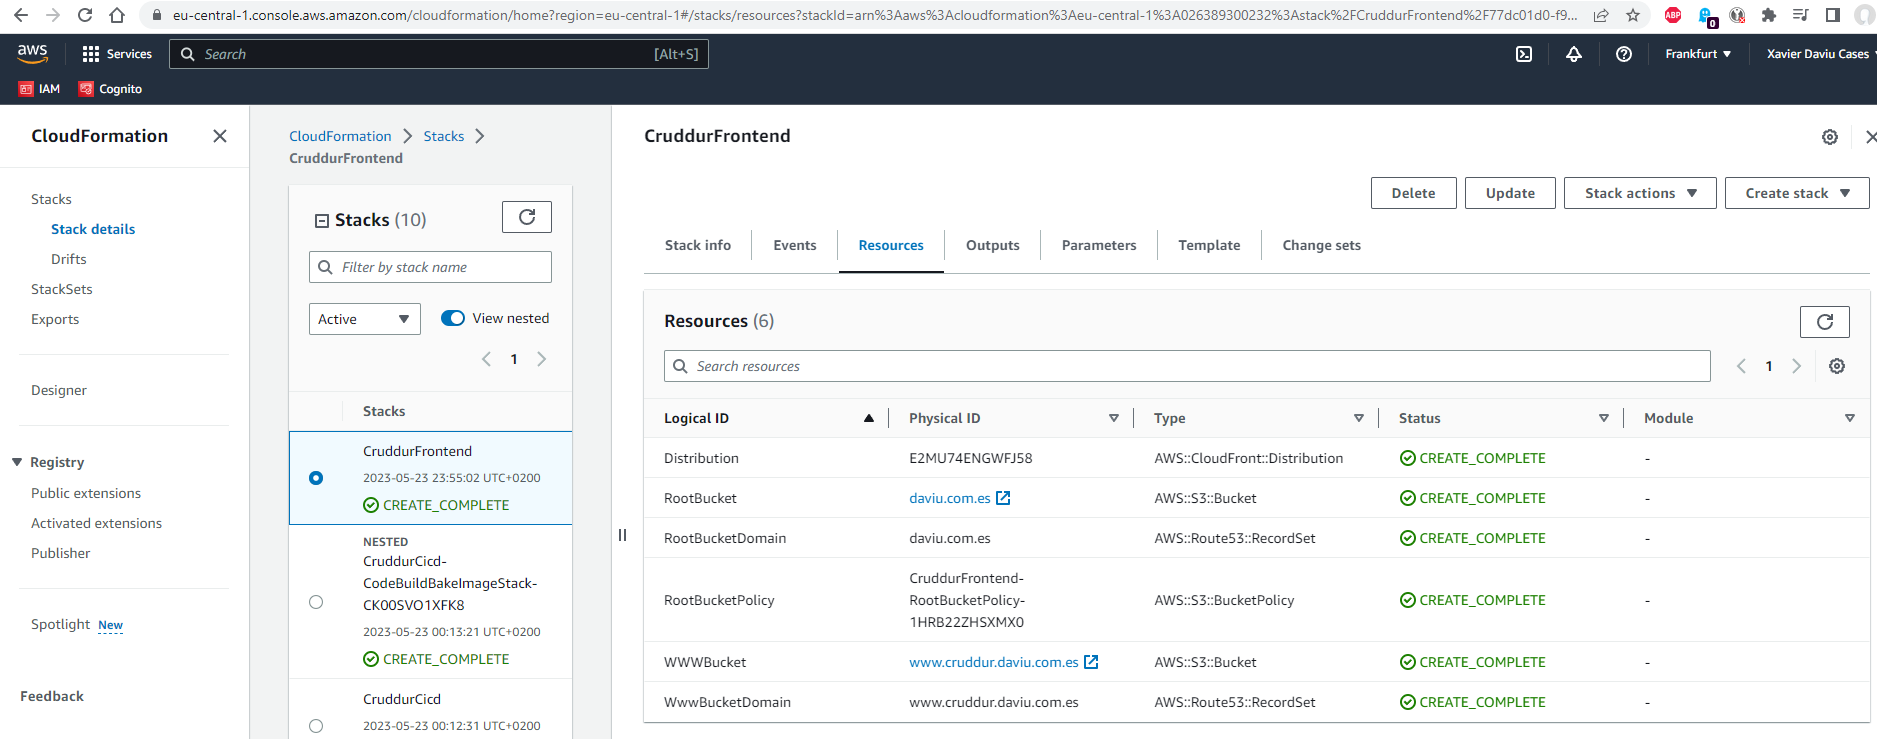 eu-central-1.console.aws.amazon.com/cloudformation/home?region=eu-central-1#/stacks/resources?stackId=arn%3Aaws%3Acloudformation%3Aeu-central-1%3A026389300232%3Astack%2FCruddurFrontend%2F77dc01d0-f9...
ABP
0
aws
Services
Search
[Alt+S]
Frankfurt
Xavier Daviu Cases
IAM
Cognito
CloudFormation
Stacks
Stack details
Drifts
StackSets
Exports
Designer
Registry
Public extensions
Activated extensions
Publisher
Spotlight New
Feedback
CloudFormation
Stacks
CruddurFrontend
Stacks (10)
Filter by stack name
Active
View nested
1
Stacks
CruddurFrontend
2023-05-23 23:55:02 UTC+0200
CREATE_COMPLETE
NESTED
CruddurCicd-
CodeBuildBakeImageStack-
CK00SVO1XFK8
2023-05-23 00:13:21 UTC+0200
CREATE_COMPLETE
CruddurCicd
2023-05-23 00:12:31 UTC+0200
CruddurFrontend
Delete
Update
Stack actions
Create stack
Stack info
Events
Resources
Outputs
Parameters
Template
Change sets
Resources (6)
Search resources
1
Logical ID Physical ID Type Status Module
Distribution E2MU74ENGWFJ58 AWS::CloudFront::Distribution CREATE_COMPLETE -
RootBucket daviu.com.es AWS::S3::Bucket CREATE_COMPLETE -
RootBucketDomain daviu.com.es AWS::Route53::RecordSet CREATE_COMPLETE -
CruddurFrontend-
RootBucketPolicy RootBucketPolicy- AWS::S3::BucketPolicy CREATE_COMPLETE -
1HRB22ZHSXMX0
WWWBucket www.cruddur.daviu.com.es AWS::S3::Bucket CREATE_COMPLETE -
WwwBucketDomain www.cruddur.daviu.com.es AWS::Route53::RecordSet CREATE_COMPLETE -